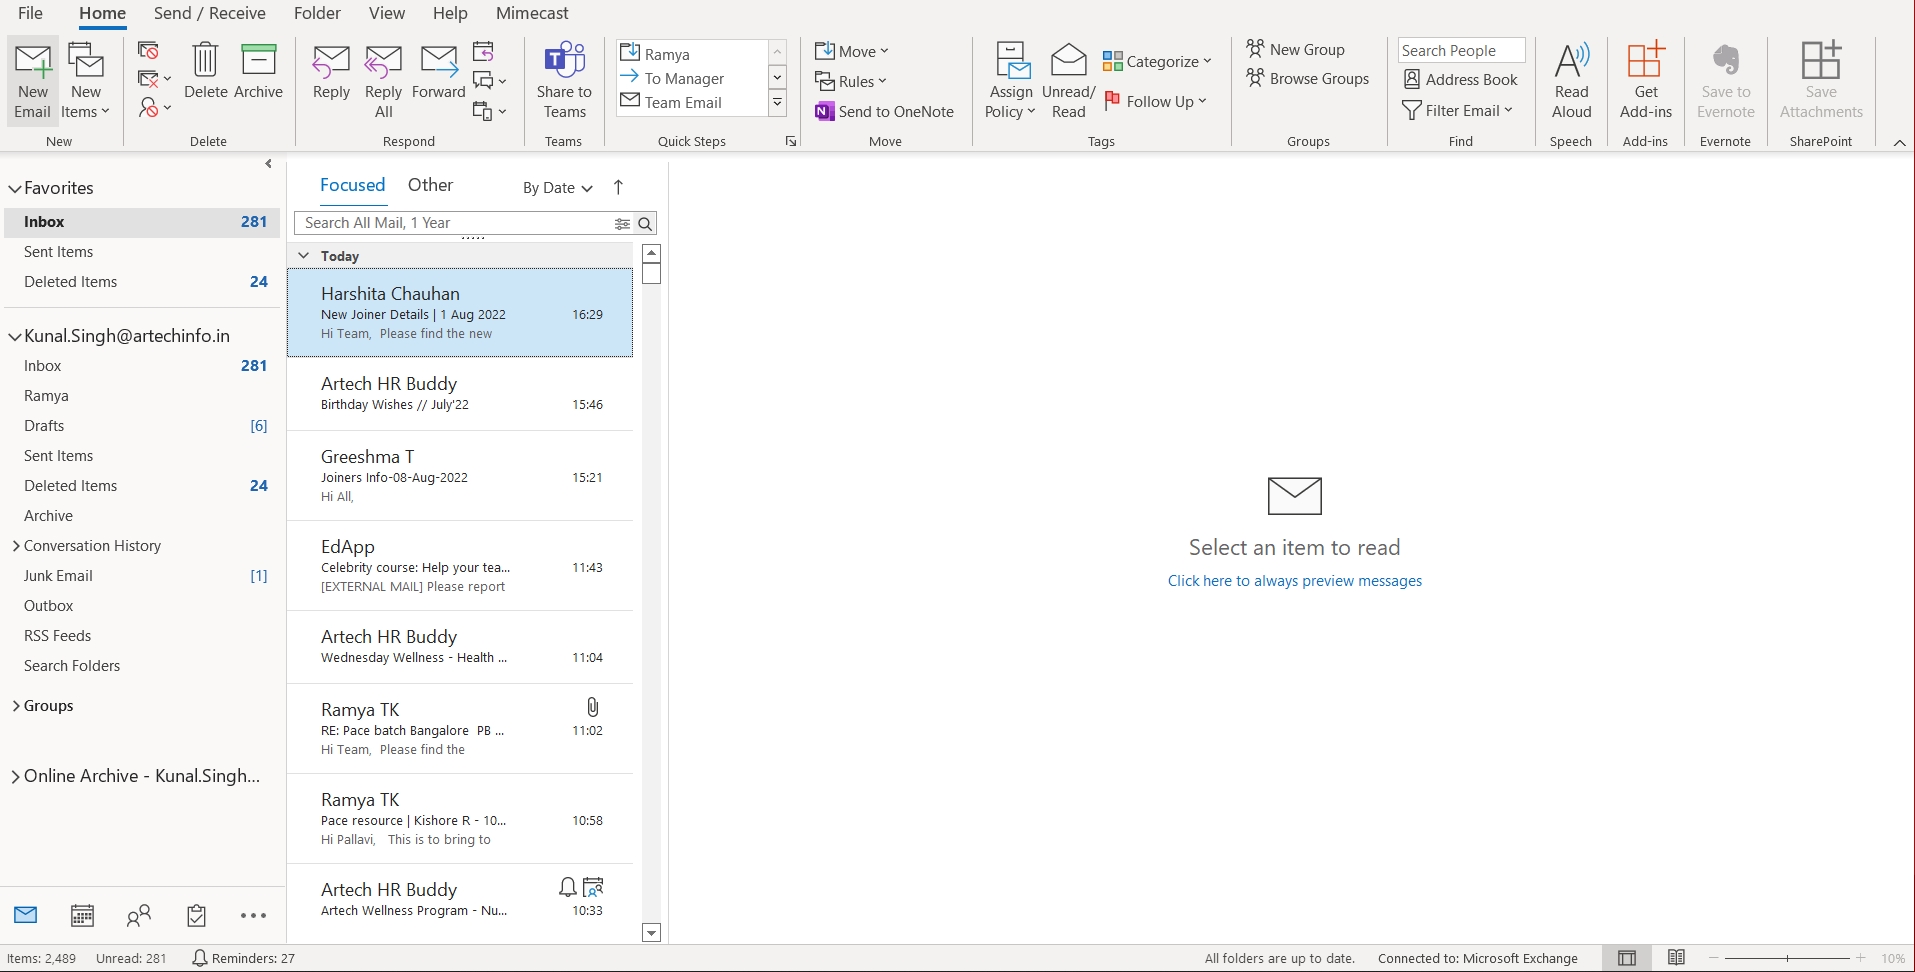 File Home Send / Receive Folder View Help Mimecast
New Email
New Items
New
Delete
Archive
Delete
Reply
Reply All
Forward
Respond
Share to Teams
Teams
Ramya
To Manager
Team Email
Quick Steps
Move
Rules
Send to OneNote
Move
Assign Policy
Unread/ Read
Categorize
Follow Up
Tags
New Group
Browse Groups
Groups
Search People
Address Book
Filter Email
Find
Read Aloud
Speech
Get Add-ins
Add-ins
Save to Evernote
Evernote
Save Attachments
SharePoint
Favorites
Inbox 281
Sent Items
Deleted Items 24
Kunal.Singh@artechinfo.in
Inbox 281
Ramya
Drafts [6]
Sent Items
Deleted Items 24
Archive
Conversation History
Junk Email [1]
Outbox
RSS Feeds
Search Folders
Groups
Online Archive - Kunal.Singh...
Focused Other By Date
Search All Mail, 1 Year
Today
Harshita Chauhan
New Joiner Details | 1 Aug 2022 16:29
Hi Team, Please find the new
Artech HR Buddy
Birthday Wishes // July'22 15:46
Greeshma T
Joiners Info-08-Aug-2022 15:21
Hi All,
EdApp
Celebrity course: Help your tea... 11:43
[EXTERNAL MAIL] Please report
Artech HR Buddy
Wednesday Wellness - Health ... 11:04
Ramya TK
RE: Pace batch Bangalore PB ... 11:02
Hi Team, Please find the
Ramya TK
Pace resource | Kishore R - 10... 10:58
Hi Pallavi, This is to bring to
Artech HR Buddy
Artech Wellness Program - Nu... 10:33
Select an item to read
Click here to always preview messages
Items: 2,489 Unread: 281 Reminders: 27 All folders are up to date. Connected to: Microsoft Exchange 10%